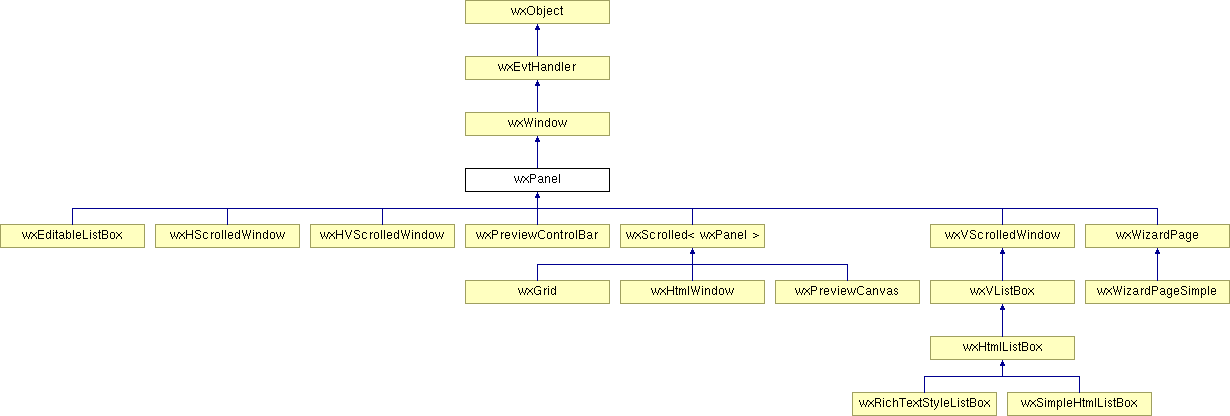 wxObject
wxEvtHandler
wxWindow
wxPanel
wxEditableListBox
wxHScrolledWindow
wxHVScrolledWindow
wxPreviewControlBar
wxScrolled< wxPanel >
wxVScrolledWindow
wxWizardPage
wxGrid
wxHtmlWindow
wxPreviewCanvas
wxVListBox
wxWizardPageSimple
wxHtmlListBox
wxRichTextStyleListBox
wxSimpleHtmlListBox